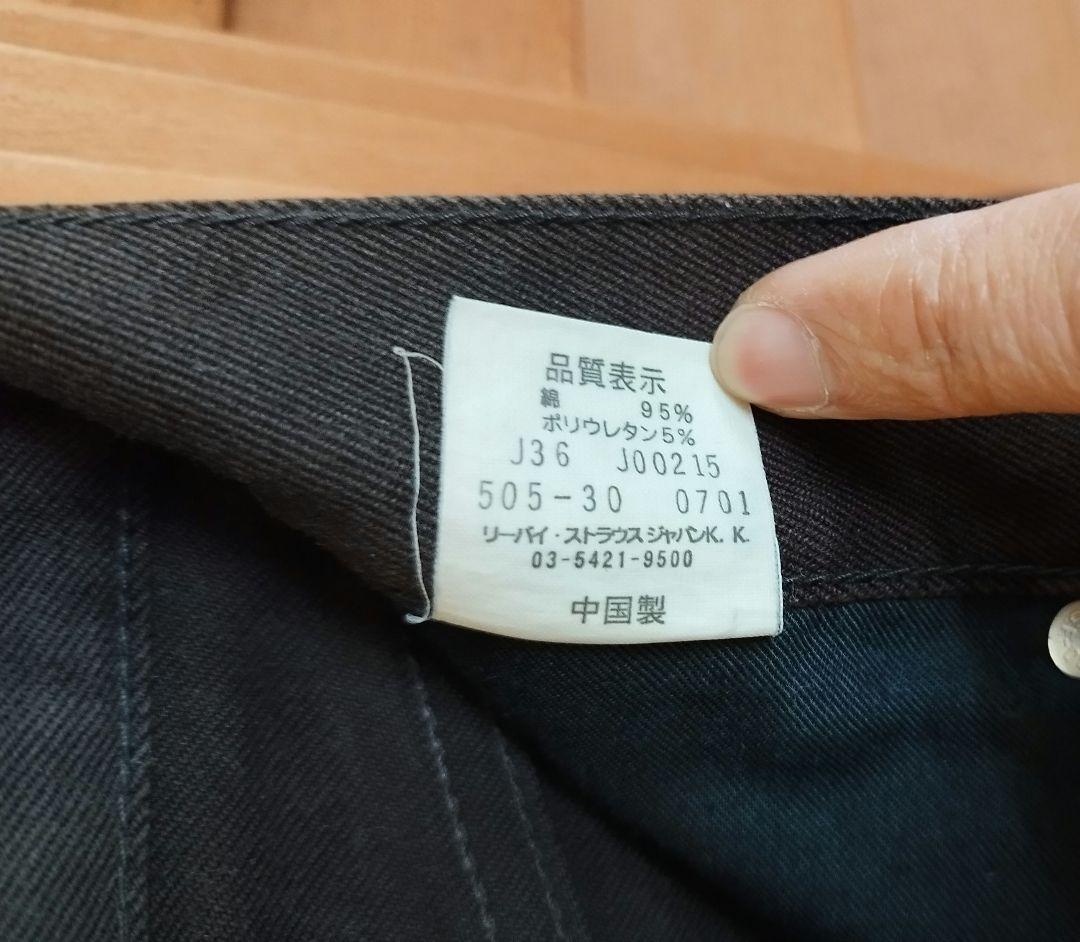 品質表示
綿 95%
ポリウレタン5%
J36 J00215
505-30 0701
リーバイ・ストラウスジャパンK.K.
03-5421-9500
中国製